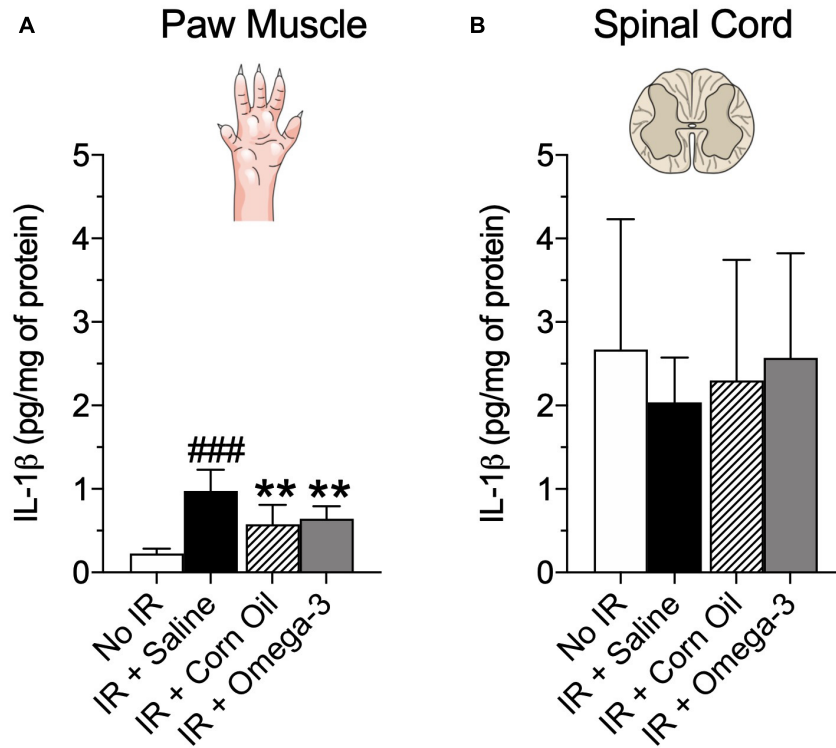 A
Paw Muscle
IL-1β (pg/mg of protein)
5
4
3
2
1
0
###
**
**
No IR
IR + Saline
IR + Corn Oil
IR + Omega-3
B
Spinal Cord
IL-1β (pg/mg of protein)
5
4
3
2
1
0
No IR
IR + Saline
IR + Corn Oil
IR + Omega-3